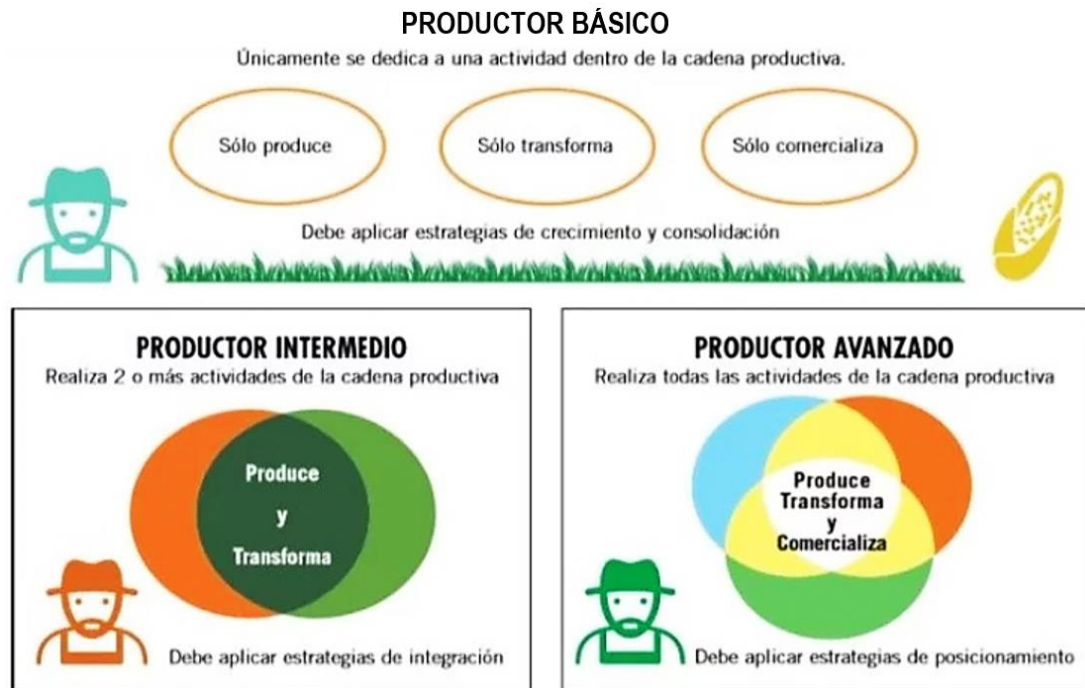 PRODUCTOR BÁSICO
Únicamente se dedica a una actividad dentro de la cadena productiva.
Sólo produce
Sólo transforma
Sólo comercializa
Debe aplicar estrategias de crecimiento y consolidación
PRODUCTOR INTERMEDIO
Realiza 2 o más actividades de la cadena productiva
Produce
y
Transforma
Debe aplicar estrategias de integración
PRODUCTOR AVANZADO
Realiza todas las actividades de la cadena productiva
Produce
Transforma
y
Comercializa
Debe aplicar estrategias de posicionamiento